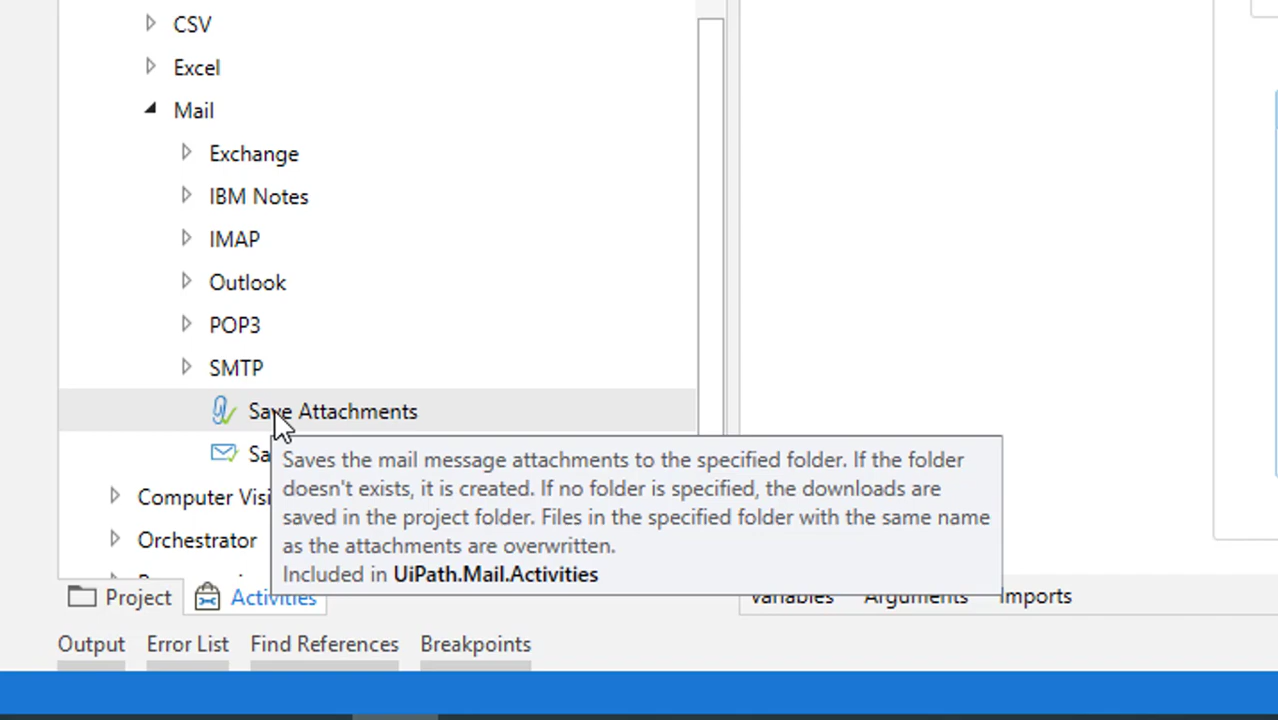 CSV
Excel
Mail
Exchange
IBM Notes
IMAP
Outlook
POP3
SMTP
Save Attachments
Saves the mail message attachments to the specified folder. If the folder
doesn't exists, it is created. If no folder is specified, the downloads are
saved in the project folder. Files in the specified folder with the same name
as the attachments are overwritten.
Included in UiPath.Mail.Activities
Sa
Computer Visi
Orchestrator
Project
Activities
Variables
Arguments
Imports
Output
Error List
Find References
Breakpoints